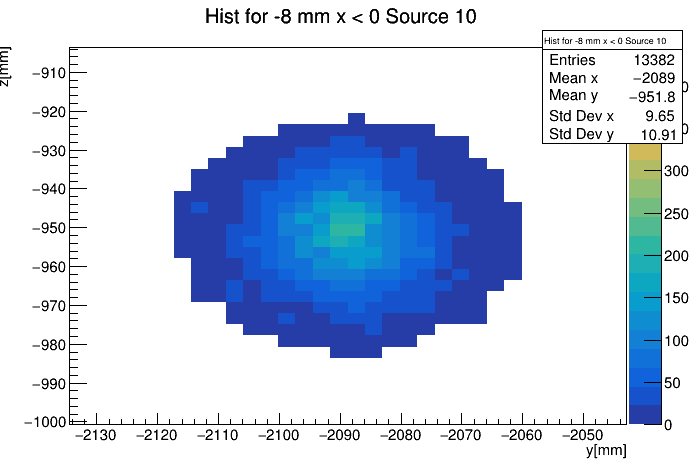 Hist for -8 mm x < 0 Source 10
z[mm]
Hist for -8 mm x < 0 Source 10
Entries 13382
Mean x −2089
Mean y −951.8
Std Dev x 9.65
Std Dev y 10.91
−910
−920
−930
−940
−950
−960
−970
−980
−990
−1000
−2130 −2120 −2110 −2100 −2090 −2080 −2070 −2060 −2050
y[mm]
300
250
200
150
100
50
0